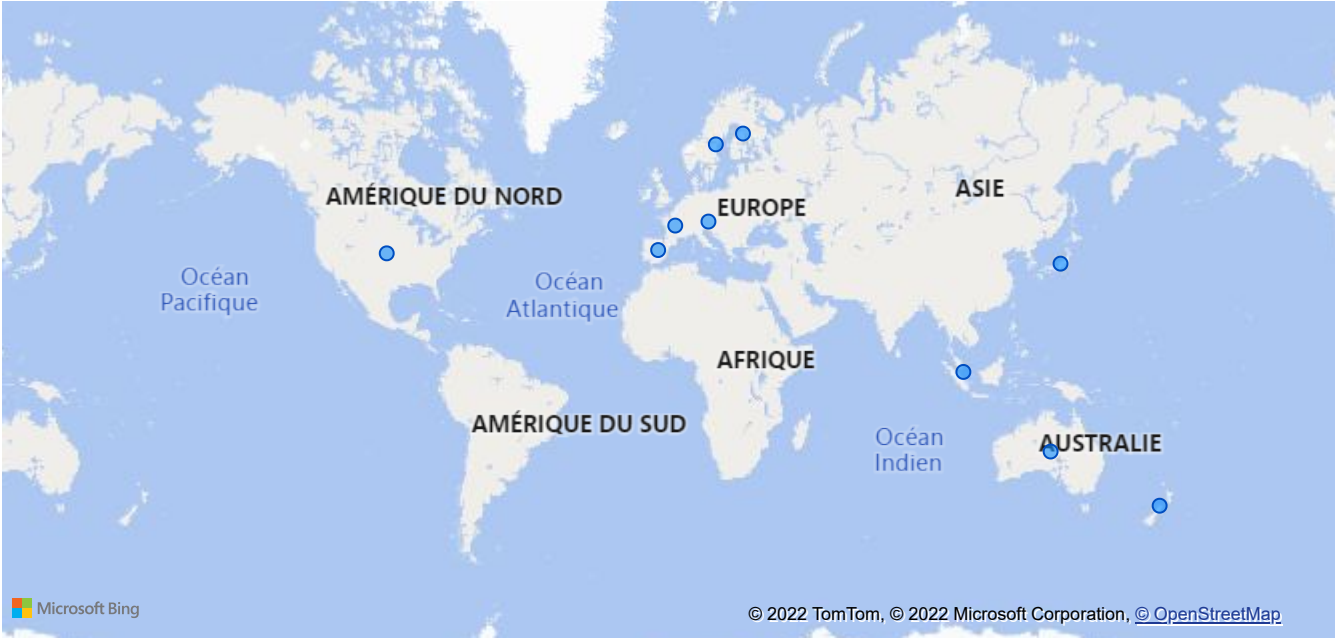 ASIE
AMÉRIQUE DU NORD
EUROPE
Océan
Pacifique
Océan
Atlantique
AFRIQUE
AMÉRIQUE DU SUD
Océan
Indien
AUSTRALIE
Microsoft Bing
© 2022 TomTom, © 2022 Microsoft Corporation, © OpenStreetMap